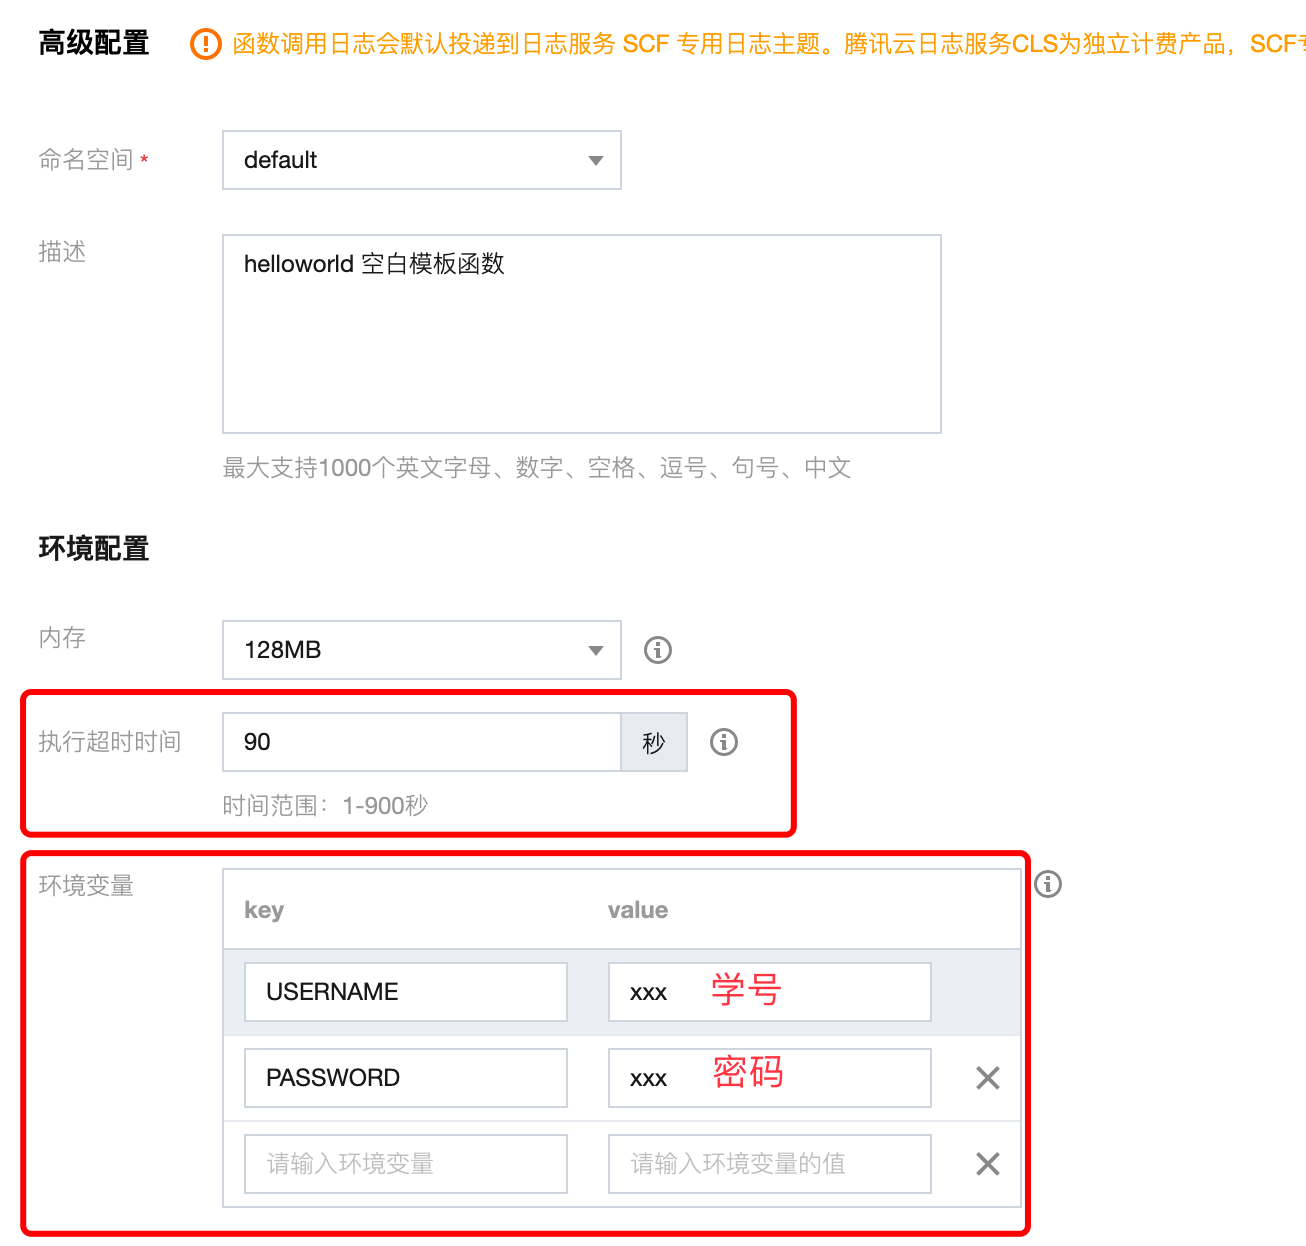 高级配置 函数调用日志会默认投递到日志服务 SCF 专用日志主题。腾讯云日志服务CLS为独立计费产品，SCF
命名空间 * default
描述 helloworld 空白模板函数
最大支持1000个英文字母、数字、空格、逗号、句号、中文
环境配置
内存 128MB
执行超时时间 90 秒
时间范围：1-900秒
环境变量
key value
USERNAME xxx 学号
PASSWORD xxx 密码
请输入环境变量 请输入环境变量的值